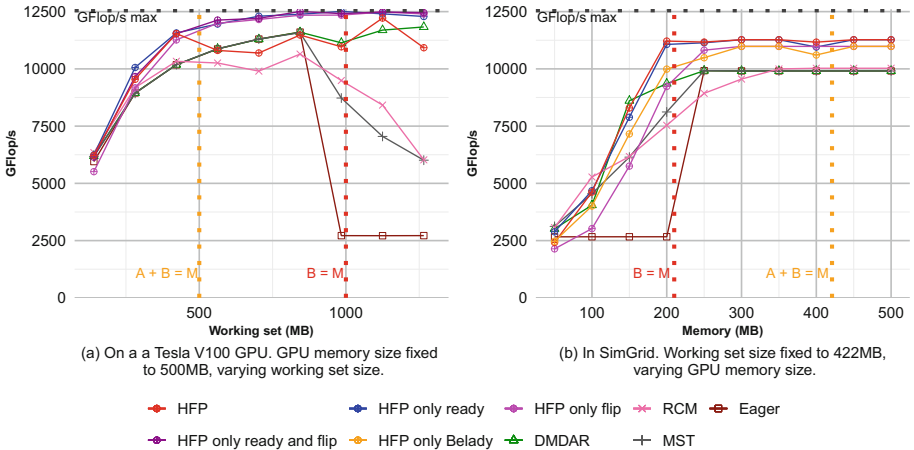 12500
GFlop/s max
10000
7500
5000
2500
0
GFlop/s
A + B = M
B = M
500
1000
Working set (MB)
(a) On a a Tesla V100 GPU. GPU memory size fixed
to 500MB, varying working set size.
12500
GFlop/s max
10000
7500
5000
2500
0
GFlop/s
B = M
A + B = M
100
200
300
400
500
Memory (MB)
(b) In SimGrid. Working set size fixed to 422MB,
varying GPU memory size.
HFP
HFP only ready
HFP only flip
RCM
Eager
HFP only ready and flip
HFP only Belady
DMDAR
MST